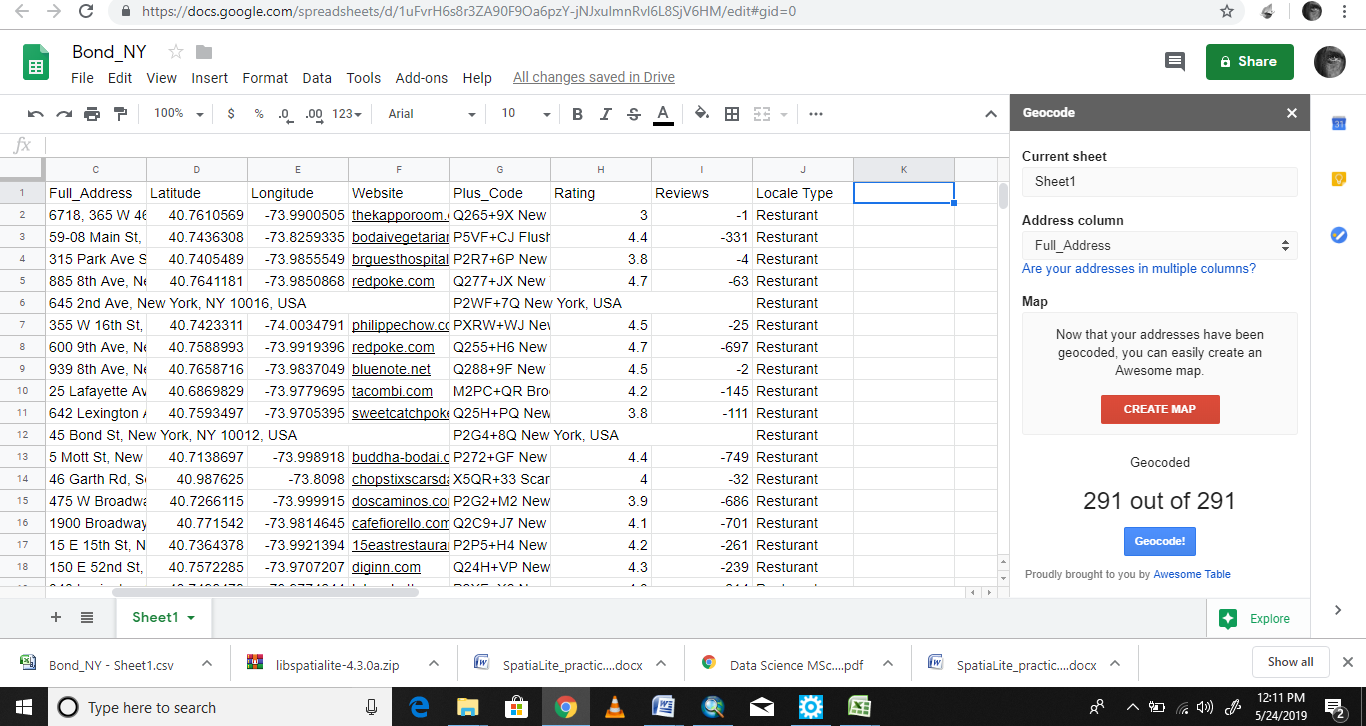 https://docs.google.com/spreadsheets/d/1uFvrH6s8r3ZA90F9Oa6pzY-jNJxulmnRvl6L8SjV6HM/edit#gid=0
Bond_NY
File Edit View Insert Format Data Tools Add-ons Help All changes saved in Drive
Share
100% $ % .0 .00 123 Arial 10 B I S A
fx
C D E F G H I J K
1 Full_Address Latitude Longitude Website Plus_Code Rating Reviews Locale Type
2 6718, 365 W 46 40.7610569 -73.9900505 thekapporoom. Q265+9X New 3 -1 Resturant
3 59-08 Main St, 40.7436308 -73.8259335 bodaivegetarian P5VF+CJ Flush 4.4 -331 Resturant
4 315 Park Ave S 40.7405489 -73.9855549 brguesthospital P2R7+6P New 3.8 -4 Resturant
5 885 8th Ave, Ne 40.7641181 -73.9850868 redpoke.com Q277+JX New 4.7 -63 Resturant
6 645 2nd Ave, New York, NY 10016, USA P2WF+7Q New York, USA Resturant
7 355 W 16th St, 40.7423311 -74.0034791 philippechow.co PXRW+WJ New 4.5 -25 Resturant
8 600 9th Ave, Ne 40.7588993 -73.9919396 redpoke.com Q255+H6 New 4.7 -697 Resturant
9 939 8th Ave, Ne 40.7658716 -73.9837049 bluenote.net Q288+9F New 4.5 -2 Resturant
10 25 Lafayette Av 40.6869829 -73.9779695 tacombi.com M2PC+QR Bro 4.2 -145 Resturant
11 642 Lexington A 40.7593497 -73.9705395 sweetcatchpoke Q25H+PQ New 3.8 -111 Resturant
12 45 Bond St, New York, NY 10012, USA P2G4+8Q New York, USA Resturant
13 5 Mott St, New 40.7138697 -73.998918 buddha-bodai.c P272+GF New 4.4 -749 Resturant
14 46 Garth Rd, Sc 40.987625 -73.8098 chopstixscarsda X5QR+33 Scar 4 -32 Resturant
15 475 W Broadwa 40.7266115 -73.999915 doscaminos.co P2G2+M2 New 3.9 -686 Resturant
16 1900 Broadway 40.771542 -73.9814645 cafefiorello.com Q2C9+J7 New 4.1 -701 Resturant
17 15 E 15th St, N 40.7364378 -73.9921394 15eastrestaura P2P5+H4 New 4.2 -261 Resturant
18 150 E 52nd St, 40.7572285 -73.9707207 diginn.com Q24H+VP New 4.3 -239 Resturant
Geocode
Current sheet
Sheet1
Address column
Full_Address
Are your addresses in multiple columns?
Map
Now that your addresses have been
geocoded, you can easily create an
Awesome map.
CREATE MAP
Geocoded
291 out of 291
Geocode!
Proudly brought to you by Awesome Table
31
Sheet1
Explore
Bond_NY - Sheet1.csv libspatialite-4.3.0a.zip SpatiaLite_practic....docx Data Science MSc....pdf SpatiaLite_practic....docx Show all
Type here to search
12:11 PM
5/24/2019
2